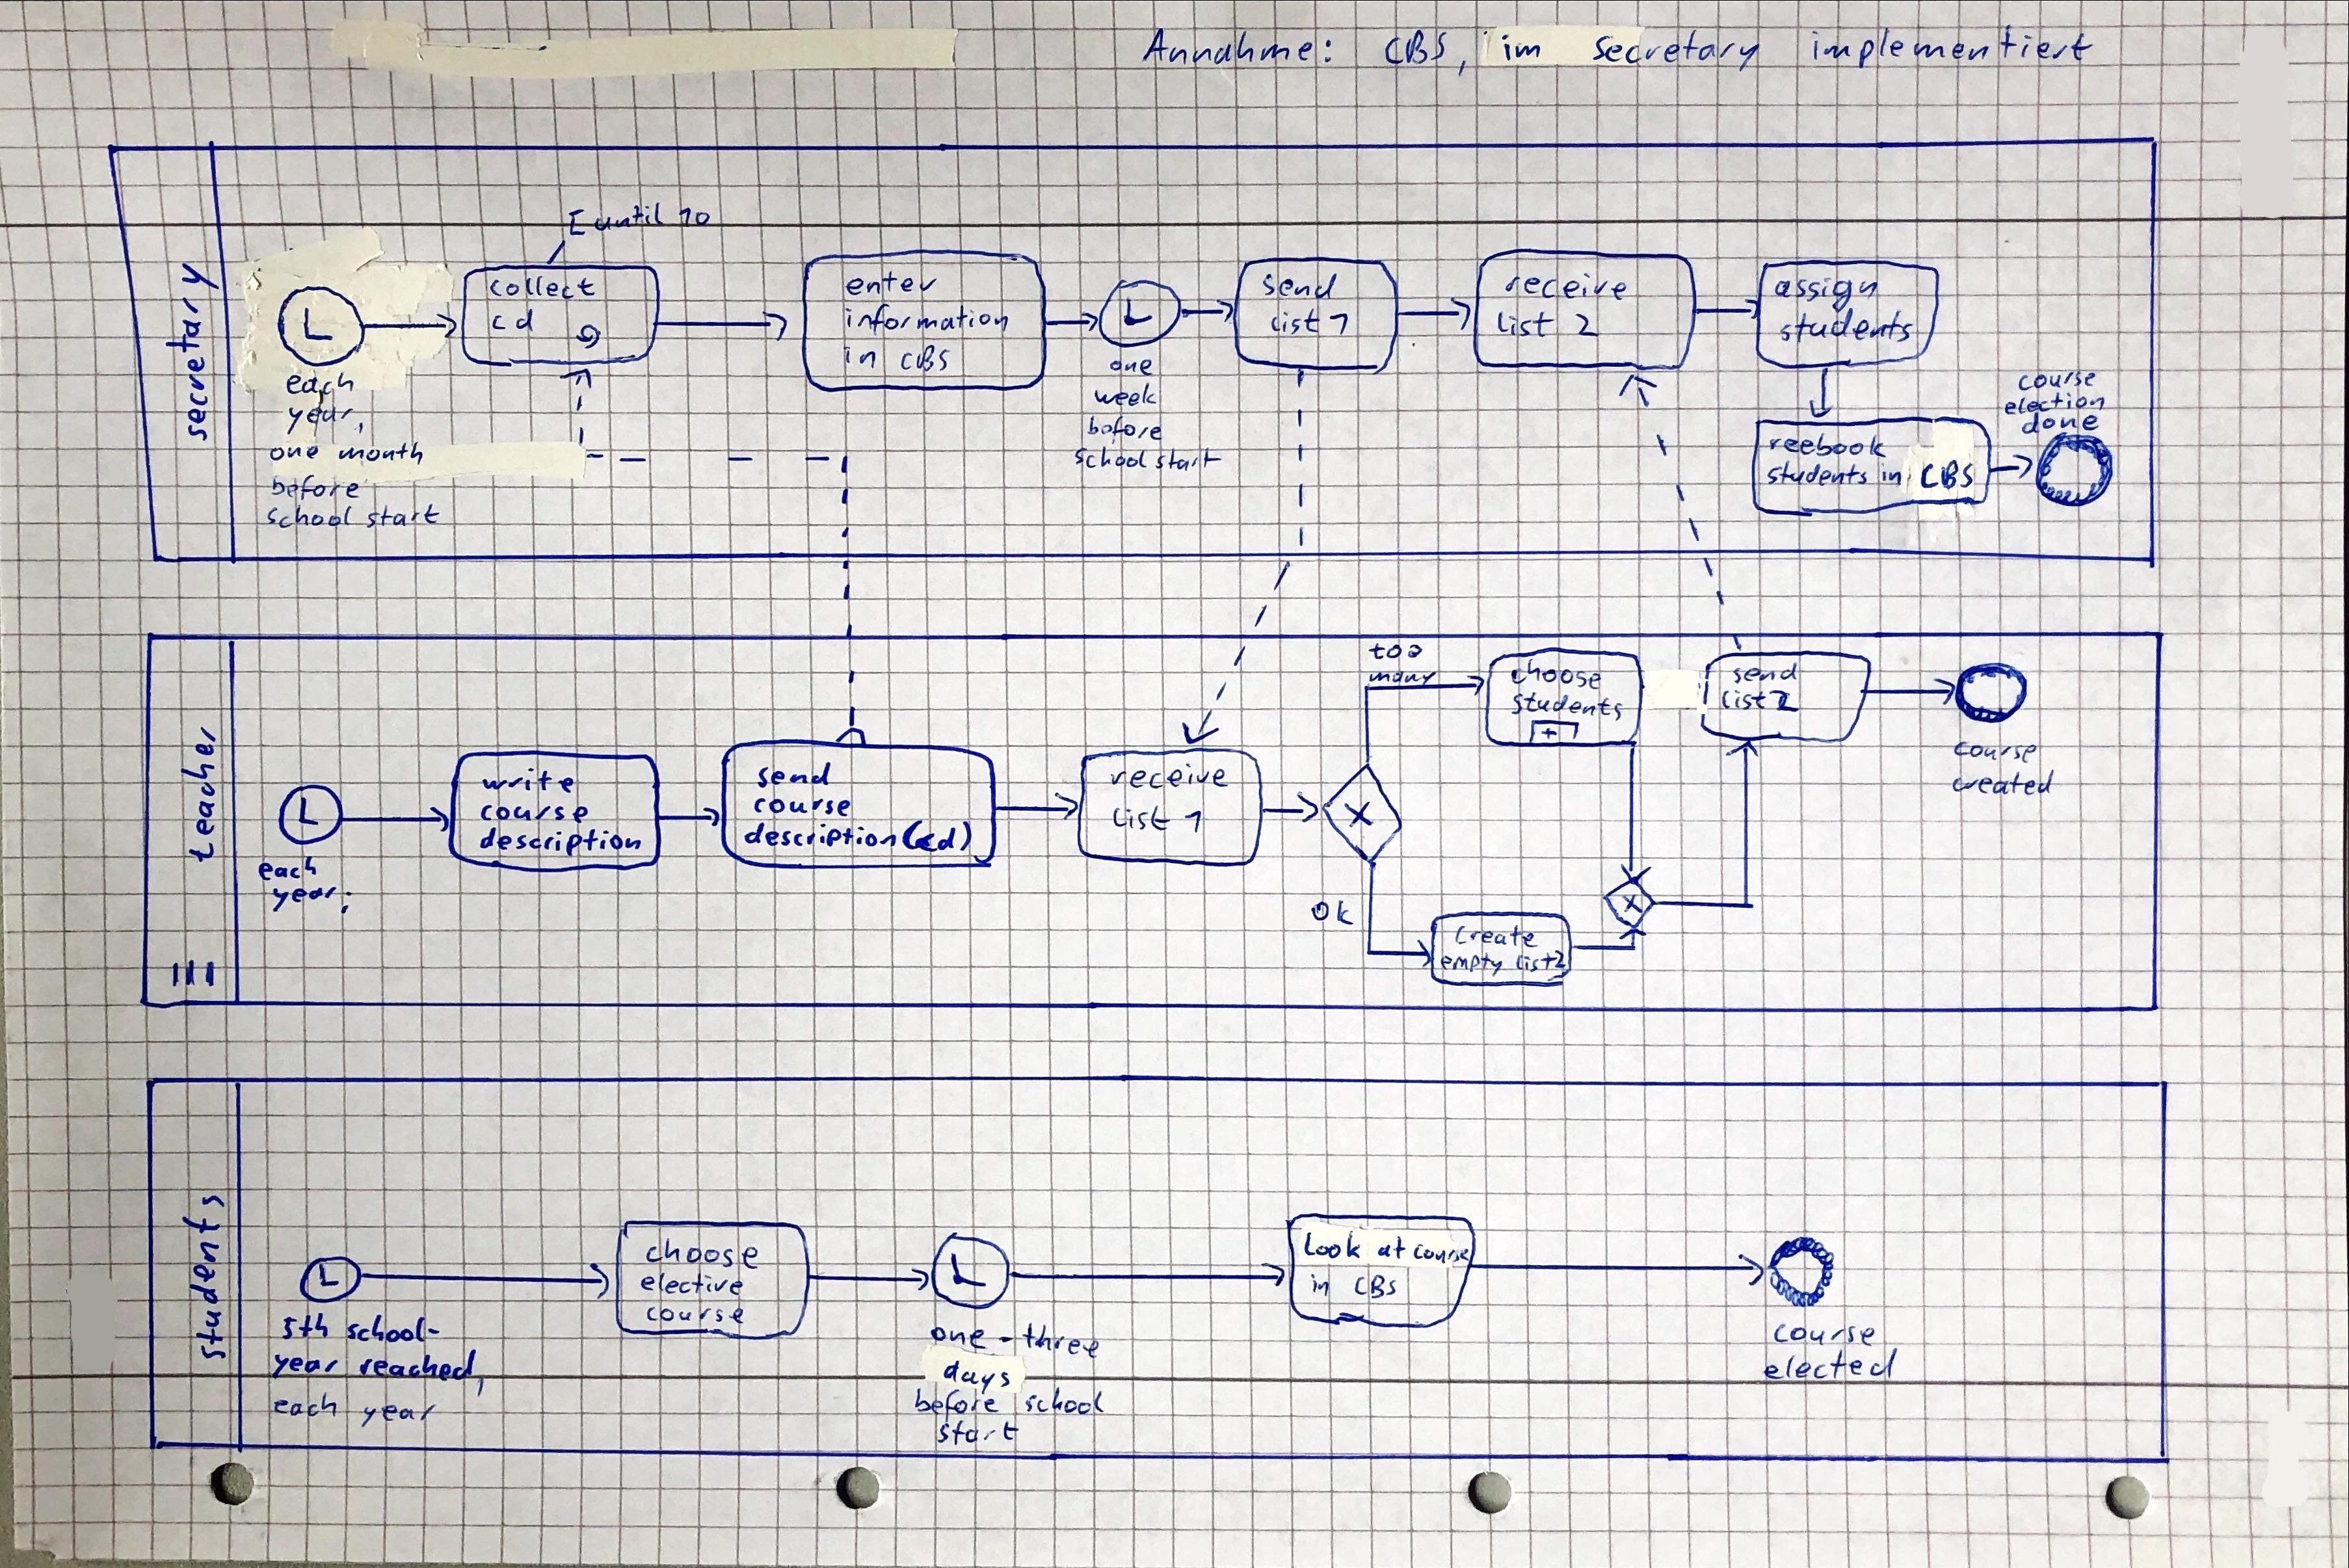 Annahme: CBS, im secretary implementiert
secretary
each
year,
one month
before
school start
collect
cd
[ until 10
enter
information
in CBS
one
week
before
school start
send
list 1
receive
list 2
assign
students
reebook
students in CBS
course
election
done
teacher
each
year;
write
course
description
send
course
description (cd)
receive
list 1
too
many
ok
choose
students
+
create
empty list2
X
X
send
list 2
course
created
students
5th school-
year reached,
each year
choose
elective
course
one - three
days
before school
start
Look at course
in CBS
course
elected